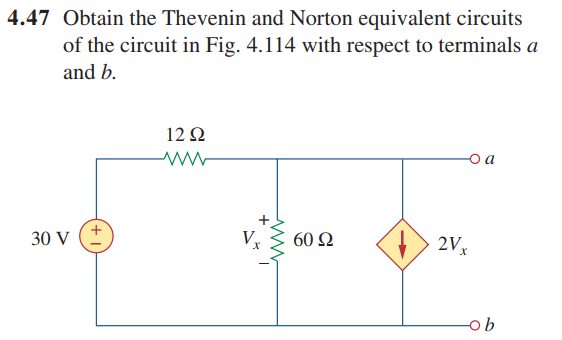 4.47 Obtain the Thevenin and Norton equivalent circuits
of the circuit in Fig. 4.114 with respect to terminals a
and b.
12 Ω
a
+
30 V
+
−
Vx
60 Ω
2Vx
−
b